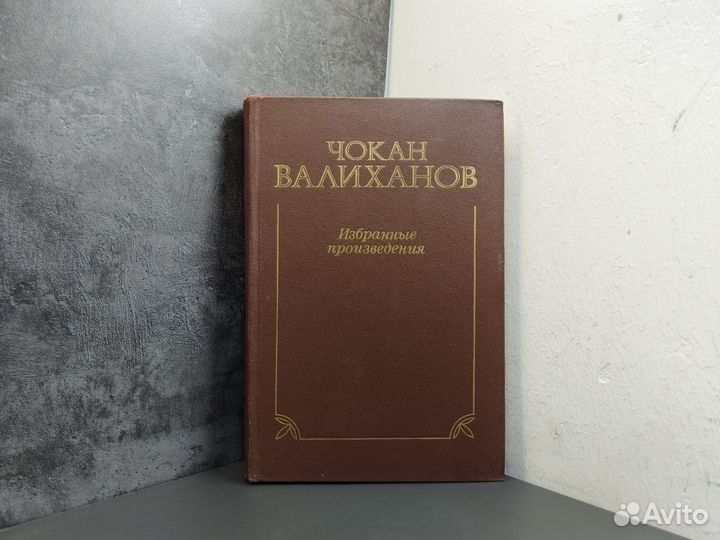 ЧОКАН
ВАЛИХАНОВ
Избранные
произведения
Avito